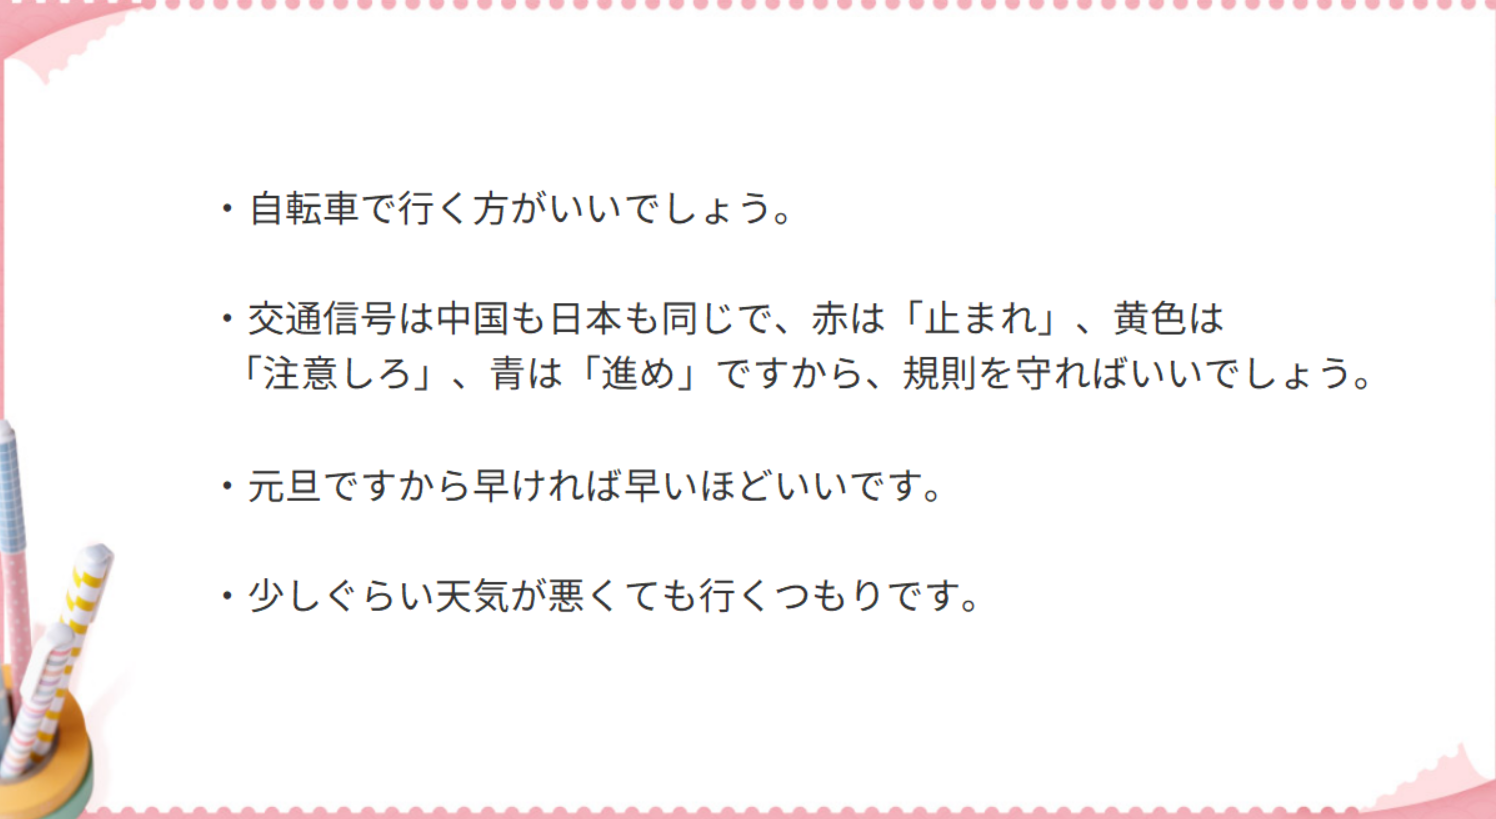 ・自転車で行く方がいいでしょう。
・交通信号は中国も日本も同じで、赤は「止まれ」、黄色は
「注意しろ」、青は「進め」ですから、規則を守ればいいでしょう。
・元旦ですから早ければ早いほどいいです。
・少しぐらい天気が悪くても行くつもりです。